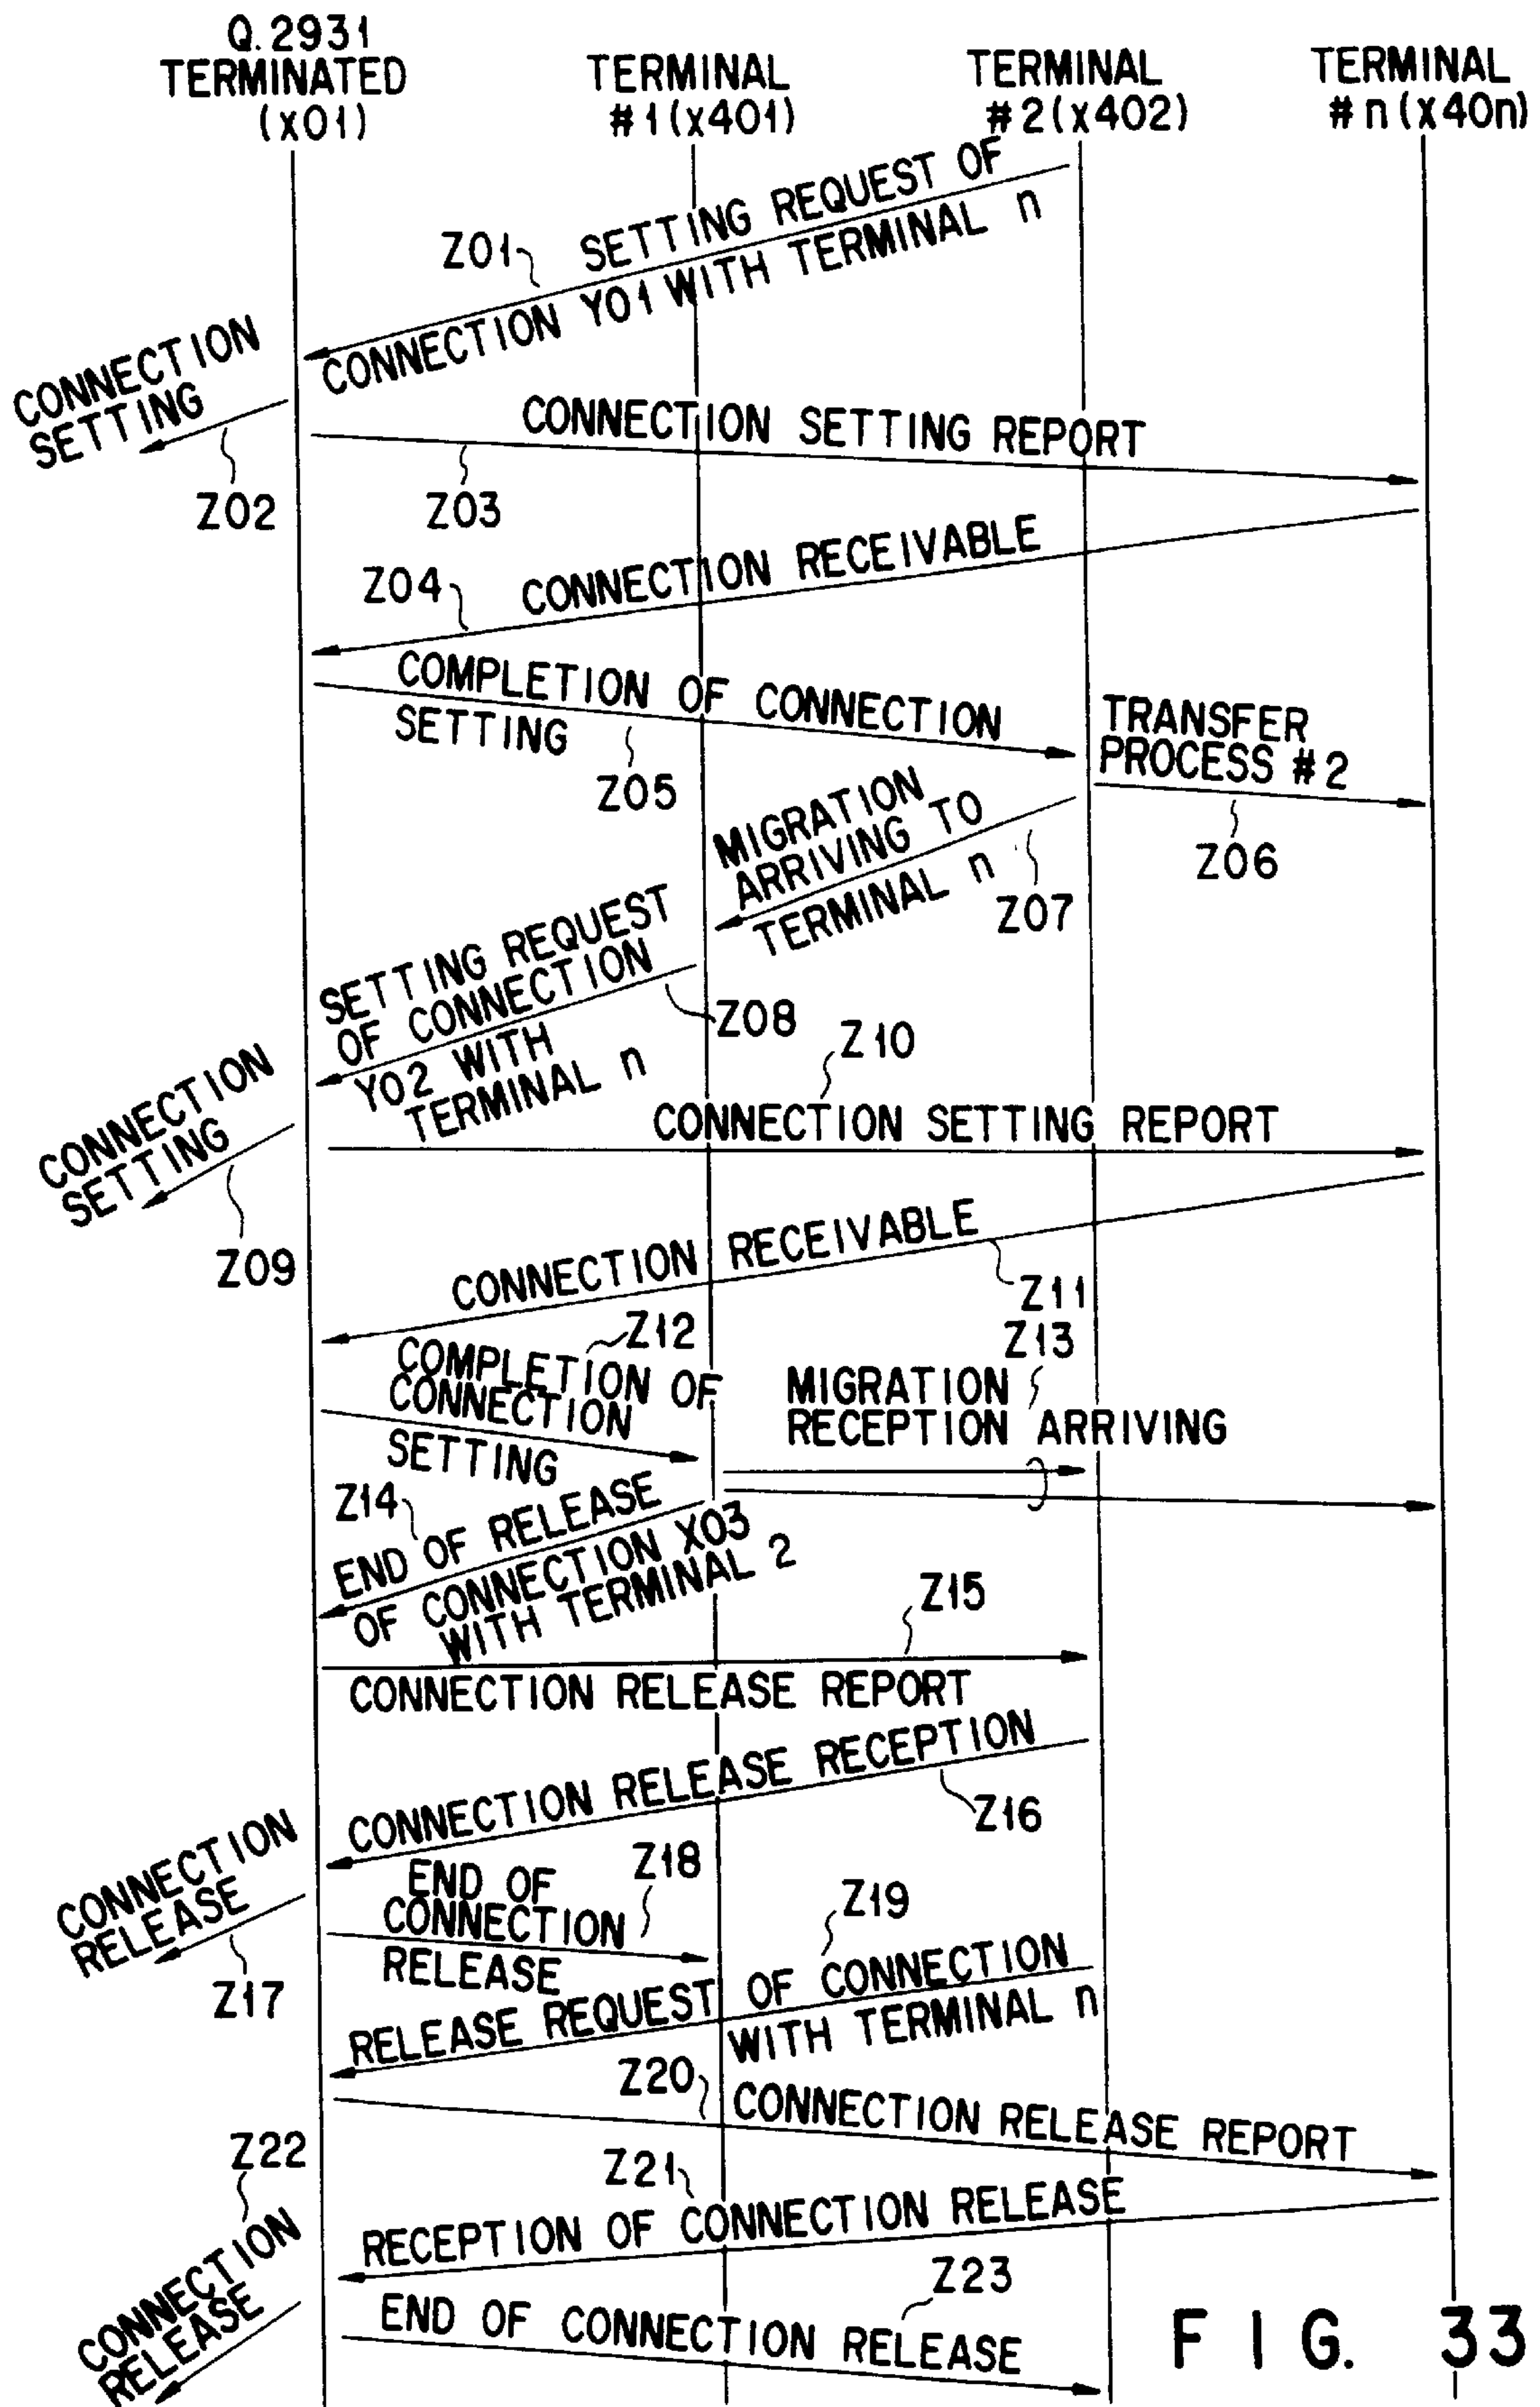 Q.2931
TERMINATED
(x01)
TERMINAL
#1(x401)
TERMINAL
#2(x402)
TERMINAL
#n(x40n)
Z01
SETTING REQUEST OF
CONNECTION Y01 WITH TERMINAL n
CONNECTION
SETTING
Z02
CONNECTION SETTING REPORT
Z03
CONNECTION RECEIVABLE
Z04
COMPLETION OF CONNECTION
SETTING
Z05
TRANSFER
PROCESS #2
Z06
MIGRATION
ARRIVING TO
TERMINAL n
Z07
SETTING REQUEST
OF CONNECTION
Y02 WITH
TERMINAL n
Z08
CONNECTION
SETTING
Z09
Z10
CONNECTION SETTING REPORT
CONNECTION RECEIVABLE
Z11
Z12
COMPLETION OF
CONNECTION
SETTING
Z13
MIGRATION
RECEPTION ARRIVING
Z14
END OF RELEASE
OF CONNECTION X03
WITH TERMINAL 2
Z15
CONNECTION RELEASE REPORT
CONNECTION RELEASE RECEPTION
Z16
CONNECTION
RELEASE
Z17
Z18
END OF
CONNECTION
RELEASE
Z19
RELEASE REQUEST OF CONNECTION
WITH TERMINAL n
Z20
CONNECTION RELEASE REPORT
Z21
RECEPTION OF CONNECTION RELEASE
Z22
CONNECTION
RELEASE
Z23
END OF CONNECTION RELEASE
FIG. 33